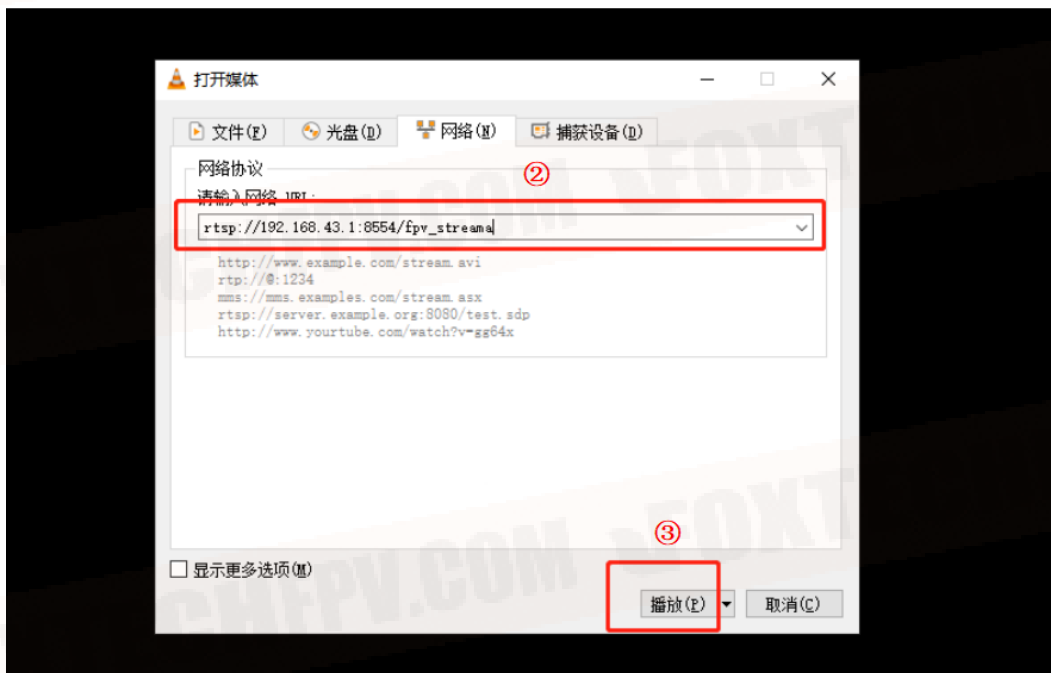 打开媒体
文件(F) 光盘(D) 网络(N) 捕获设备(D)
网络协议
②
请输入网络 URL:
rtsp://192.168.43.1:8554/fpv_streama
http://www.example.com/stream.avi
rtp://@:1234
mms://mms.examples.com/stream.asx
rtsp://server.example.org:8080/test.sdp
http://www.yourtube.com/watch?v=gg64x
③
显示更多选项(M)
播放(P) 取消(C)